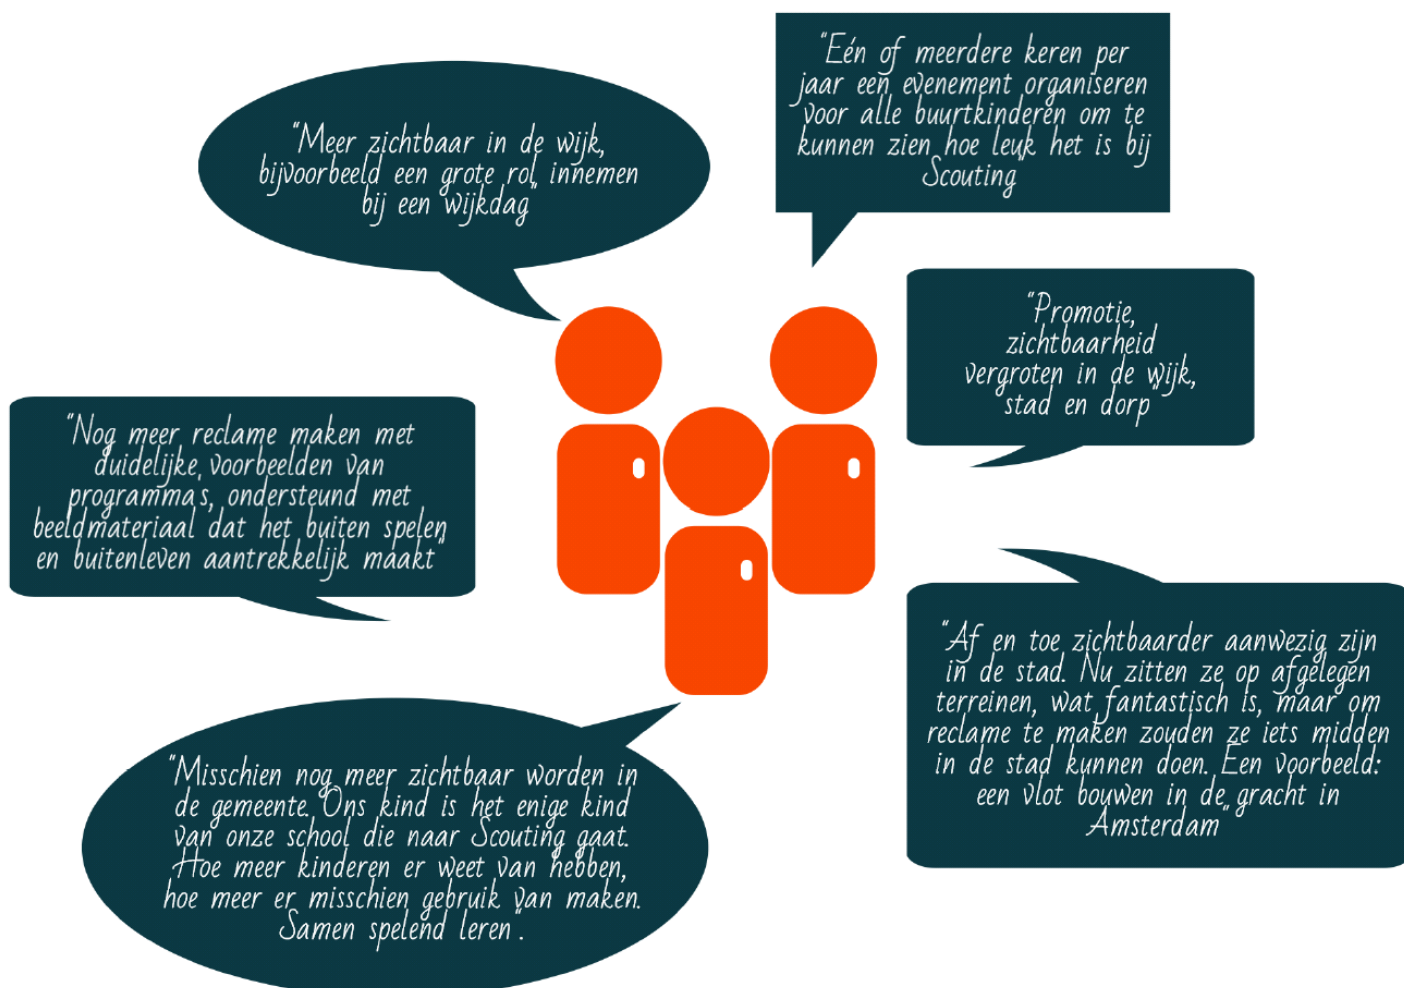 "Meer zichtbaar in de wijk,
bijvoorbeeld een grote rol innemen
bij een wijkdag"
"Eén of meerdere keren per
jaar een evenement organiseren
voor alle buurtkinderen om te
kunnen zien hoe leuk het is bij
Scouting
"Promotie,
zichtbaarheid
vergroten in de wijk,
stad en dorp"
"Nog meer reclame maken met
duidelijke voorbeelden van
programma's, ondersteund met
beeldmateriaal dat het buiten spelen
en buitenleven aantrekkelijk maakt"
"Af en toe zichtbaarder aanwezig zijn
in de stad. Nu zitten ze op afgelegen
terreinen, wat fantastisch is, maar om
reclame te maken zouden ze iets midden
in de stad kunnen doen. Een voorbeeld:
een vlot bouwen in de gracht in
Amsterdam"
"Misschien nog meer zichtbaar worden in
de gemeente. Ons kind is het enige kind
van onze school die naar Scouting gaat.
Hoe meer kinderen er weet van hebben,
hoe meer er misschien gebruik van maken.
Samen spelend leren".